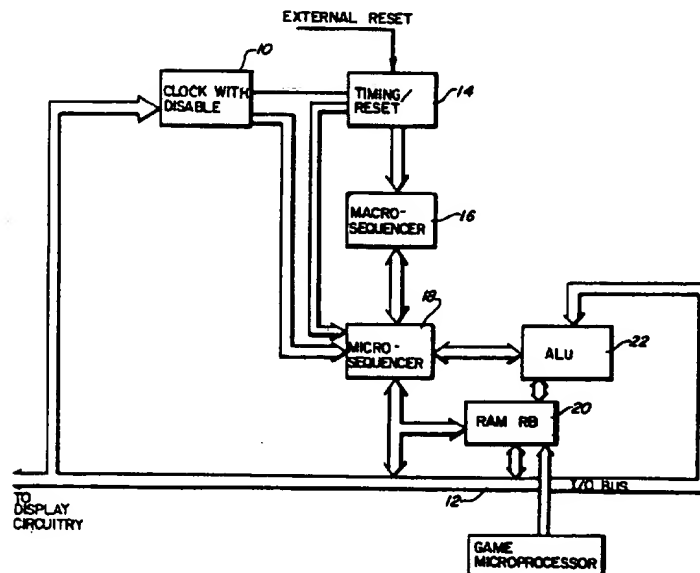 EXTERNAL RESET
10
CLOCK WITH
DISABLE
TIMING/
RESET
14
MACRO-
SEQUENCER
16
18
MICRO-
SEQUENCER
ALU
22
RAM RB
20
I/O BUS
12
TO
DISPLAY
CIRCUITRY
GAME
MICROPROCESSOR